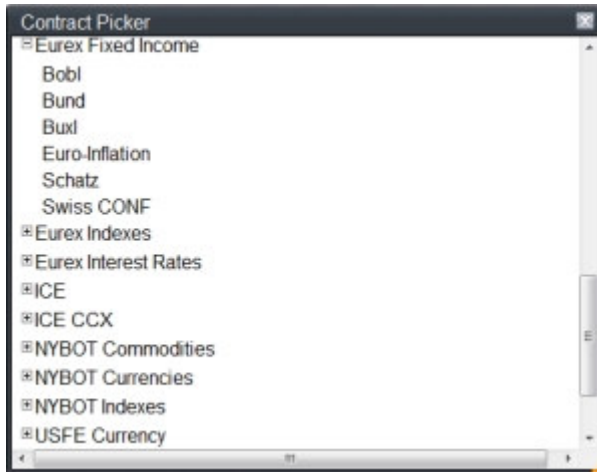 Contract Picker
Eurex Fixed Income
Bobl
Bund
Buxl
Euro-Inflation
Schatz
Swiss CONF
Eurex Indexes
Eurex Interest Rates
ICE
ICE CCX
NYBOT Commodities
NYBOT Currencies
NYBOT Indexes
USFE Currency